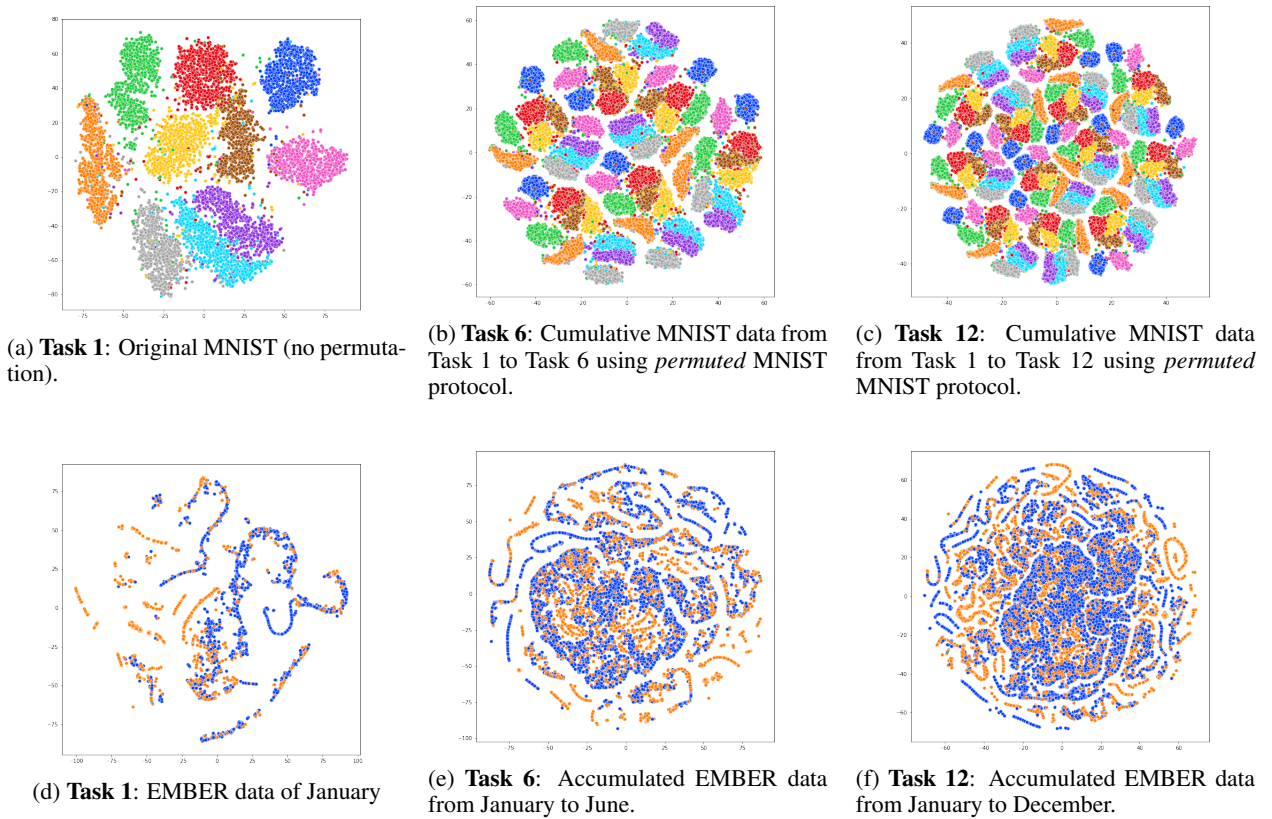 (a) Task 1: Original MNIST (no permuta-
tion).
(b) Task 6: Cumulative MNIST data from
Task 1 to Task 6 using permuted MNIST
protocol.
(c) Task 12: Cumulative MNIST data
from Task 1 to Task 12 using permuted
MNIST protocol.
(d) Task 1: EMBER data of January
(e) Task 6: Accumulated EMBER data
from January to June.
(f) Task 12: Accumulated EMBER data
from January to December.